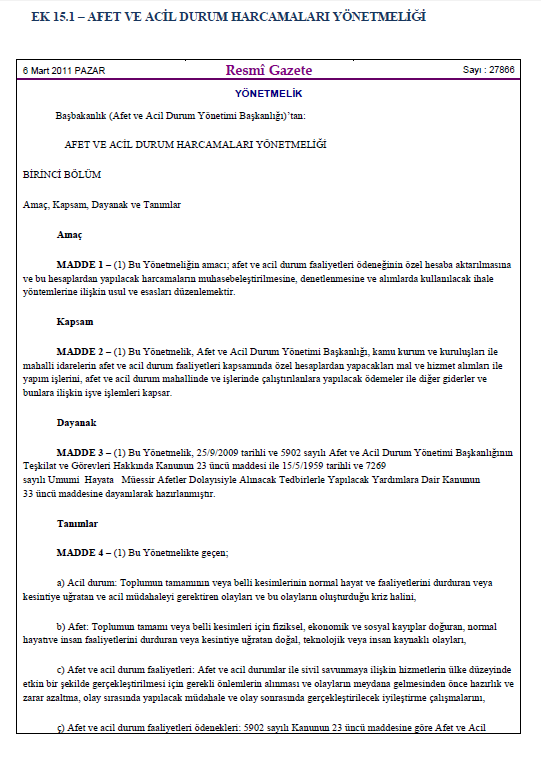 EK 15.1 – AFET VE ACİL DURUM HARCAMALARI YÖNETMELİĞİ
6 Mart 2011 PAZAR Resmî Gazete Sayı : 27866
YÖNETMELİK
Başbakanlık (Afet ve Acil Durum Yönetimi Başkanlığı)'tan:
AFET VE ACİL DURUM HARCAMALARI YÖNETMELİĞİ
BİRİNCİ BÖLÜM
Amaç, Kapsam, Dayanak ve Tanımlar
Amaç
MADDE 1 – (1) Bu Yönetmeliğin amacı; afet ve acil durum faaliyetleri ödeneğinin özel hesaba aktarılmasına
ve bu hesaplardan yapılacak harcamaların muhasebeleştirilmesine, denetlenmesine ve alımlarda kullanılacak ihale
yöntemlerine ilişkin usul ve esasları düzenlemektir.
Kapsam
MADDE 2 – (1) Bu Yönetmelik, Afet ve Acil Durum Yönetimi Başkanlığı, kamu kurum ve kuruluşları ile
mahalli idarelerin afet ve acil durum faaliyetleri kapsamında özel hesaplardan yapacakları mal ve hizmet alımları ile
yapım işlerini, afet ve acil durum mahallinde ve işlerinde çalıştırılanlara yapılacak ödemeler ile diğer giderler ve
bunlara ilişkin işve işlemleri kapsar.
Dayanak
MADDE 3 – (1) Bu Yönetmelik, 25/9/2009 tarihli ve 5902 sayılı Afet ve Acil Durum Yönetimi Başkanlığının
Teşkilat ve Görevleri Hakkında Kanunun 23 üncü maddesi ile 15/5/1959 tarihli ve 7269
sayılı Umumi Hayata Müessir Afetler Dolayısiyle Alınacak Tedbirlerle Yapılacak Yardımlara Dair Kanunun
33 üncü maddesine dayanılarak hazırlanmıştır.
Tanımlar
MADDE 4 – (1) Bu Yönetmelikte geçen;
a) Acil durum: Toplumun tamamının veya belli kesimlerinin normal hayat ve faaliyetlerini durduran veya
kesintiye uğratan ve acil müdahaleyi gerektiren olayları ve bu olayların oluşturduğu kriz halini,
b) Afet: Toplumun tamamı veya belli kesimleri için fiziksel, ekonomik ve sosyal kayıplar doğuran, normal
hayatıve insan faaliyetlerini durduran veya kesintiye uğratan doğal, teknolojik veya insan kaynaklı olayları,
c) Afet ve acil durum faaliyetleri: Afet ve acil durumlar ile sivil savunmaya ilişkin hizmetlerin ülke düzeyinde
etkin bir şekilde gerçekleştirilmesi için gerekli önlemlerin alınması ve olayların meydana gelmesinden önce hazırlık ve
zarar azaltma, olay sırasında yapılacak müdahale ve olay sonrasında gerçekleştirilecek iyileştirme çalışmalarını,
ç) Afet ve acil durum faaliyetleri ödenekleri: 5902 sayılı Kanunun 23 üncü maddesine göre Afet ve Acil